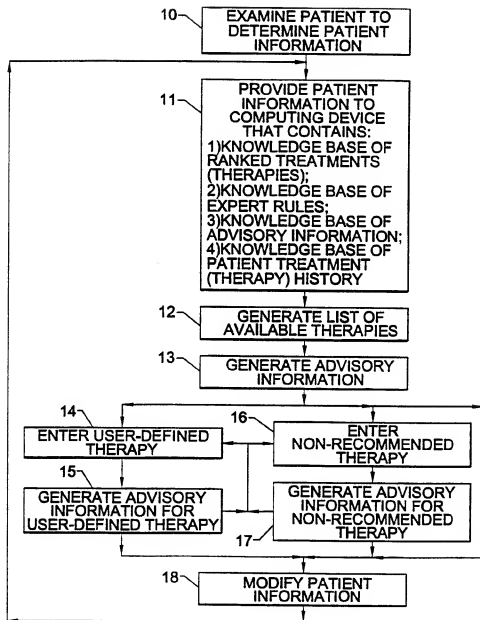 10
EXAMINE PATIENT TO
DETERMINE PATIENT
INFORMATION
11
PROVIDE PATIENT
INFORMATION TO
COMPUTING DEVICE
THAT CONTAINS:
1)KNOWLEDGE BASE OF
RANKED TREATMENTS
(THERAPIES);
2)KNOWLEDGE BASE OF
EXPERT RULES;
3)KNOWLEDGE BASE OF
ADVISORY INFORMATION;
4)KNOWLEDGE BASE OF
PATIENT TREATMENT
(THERAPY) HISTORY
12
GENERATE LIST OF
AVAILABLE THERAPIES
13
GENERATE ADVISORY
INFORMATION
14
ENTER USER-DEFINED
THERAPY
16
ENTER
NON-RECOMMENDED
THERAPY
15
GENERATE ADVISORY
INFORMATION FOR
USER-DEFINED THERAPY
GENERATE ADVISORY
INFORMATION FOR
NON-RECOMMENDED
THERAPY
17
18
MODIFY PATIENT
INFORMATION